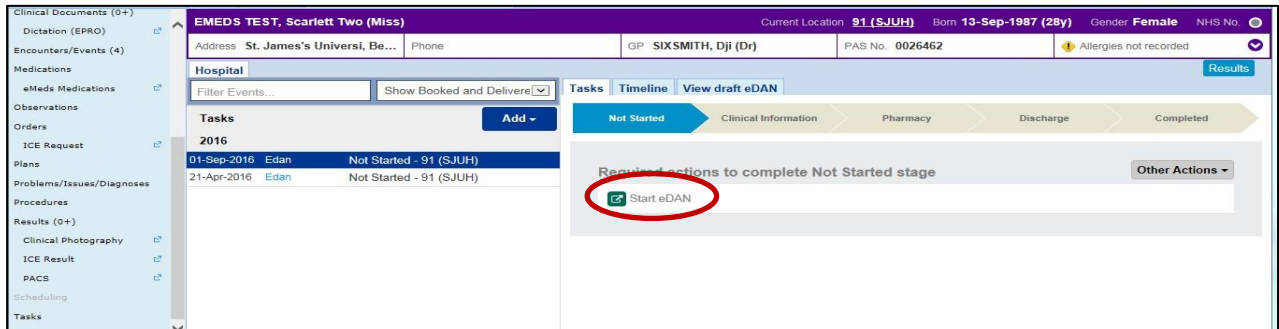 Clinical Documents (0+)
Dictation (EPRO)
Encounters/Events (4)
Medications
eMeds Medications
Observations
Orders
ICE Request
Plans
Problems/Issues/Diagnoses
Procedures
Results (0+)
Clinical Photography
ICE Result
PACS
Scheduling
Tasks
EMEDS TEST, Scarlett Two (Miss) Current Location 91 (SJUH) Born 13-Sep-1987 (28y) Gender Female NHS No.
Address St. James's Universi, Be... Phone GP SIXSMITH, Dji (Dr) PAS No. 0026462 Allergies not recorded
Hospital Results
Filter Events... Show Booked and Delivere
Tasks Add
2016
01-Sep-2016 Edan Not Started - 91 (SJUH)
21-Apr-2016 Edan Not Started - 91 (SJUH)
Tasks Timeline View draft eDAN
Not Started Clinical Information Pharmacy Discharge Completed
Required actions to complete Not Started stage Other Actions
Start eDAN